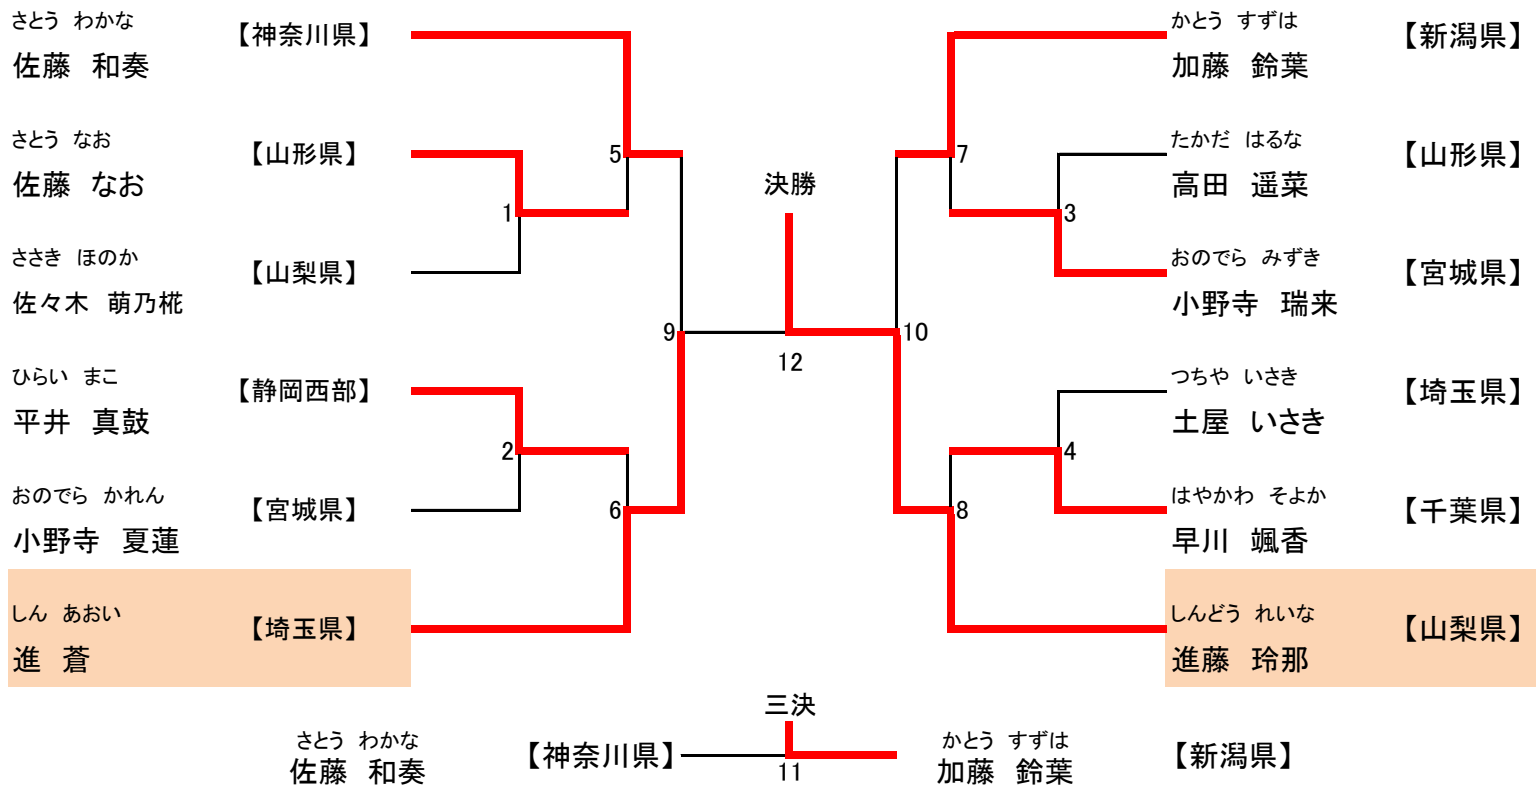 さとう わかな
佐藤 和奏
【神奈川県】
さとう なお
佐藤 なお
【山形県】
ささき ほのか
佐々木 萌乃椛
【山梨県】
ひらい まこ
平井 真鼓
【静岡西部】
おのでら かれん
小野寺 夏蓮
【宮城県】
しん あおい
進 蒼
【埼玉県】
1
2
5
6
9
決勝
12
10
7
8
3
4
かとう すずは
加藤 鈴葉
【新潟県】
たかだ はるな
高田 遥菜
【山形県】
おのでら みずき
小野寺 瑞来
【宮城県】
つちや いさき
土屋 いさき
【埼玉県】
はやかわ そよか
早川 颯香
【千葉県】
しんどう れいな
進藤 玲那
【山梨県】
三決
さとう わかな
佐藤 和奏
【神奈川県】
11
かとう すずは
加藤 鈴葉
【新潟県】